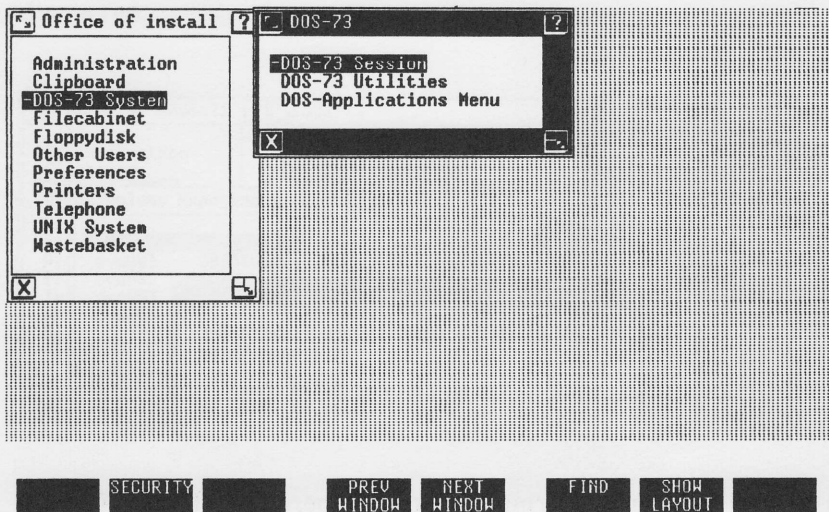 Office of install ?
Administration
Clipboard
-DOS-73 System
Filecabinet
Floppydisk
Other Users
Preferences
Printers
Telephone
UNIX System
Wastebasket
X
DOS-73 ?
-DOS-73 Session
DOS-73 Utilities
DOS-Applications Menu
X
SECURITY
PREV
WINDOW
NEXT
WINDOW
FIND
SHOW
LAYOUT